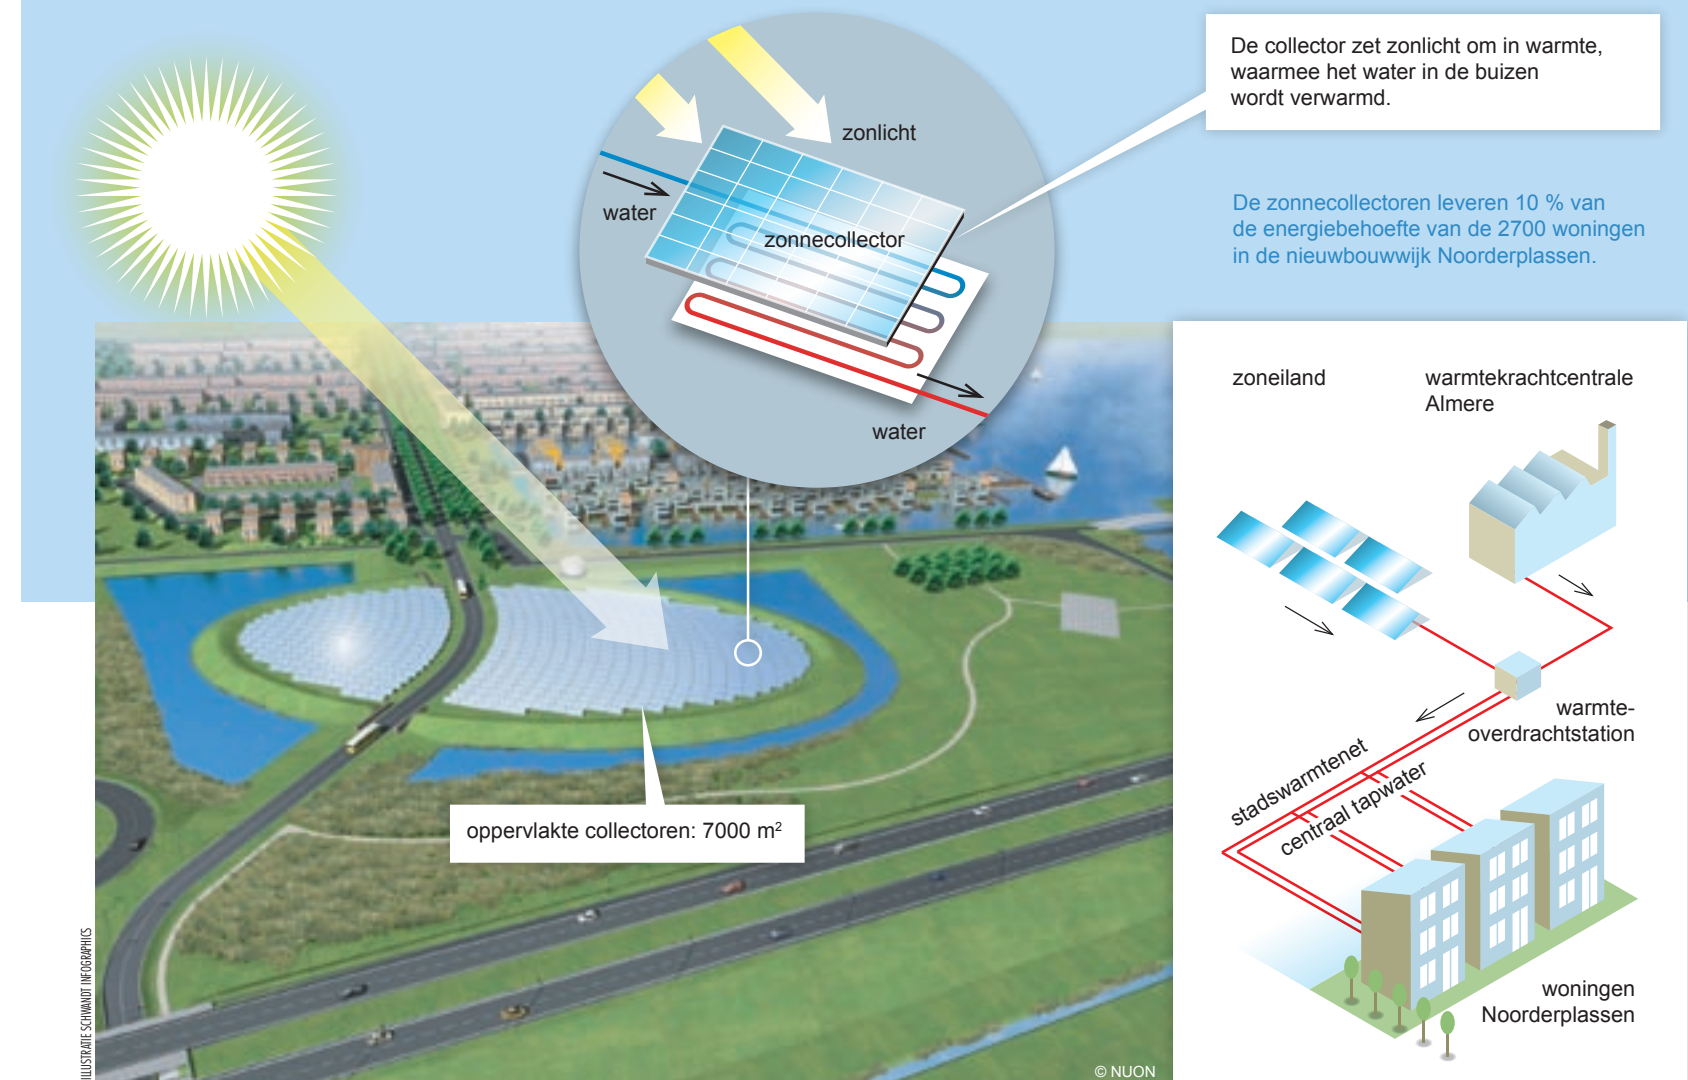 De collector zet zonlicht om in warmte,
waarmee het water in de buizen
wordt verwarmd.
zonlicht
water
zonnecollector
water
De zonnecollectoren leveren 10 % van
de energiebehoefte van de 2700 woningen
in de nieuwbouwwijk Noorderplassen.
zoneiland
warmtekrachtcentrale
Almere
warmte-
overdrachtstation
stadswarmtenet
centraal tapwater
woningen
Noorderplassen
oppervlakte collectoren: 7000 m²
ILLUSTRATIE SCHWANDT INFOGRAPHICS
© NUON